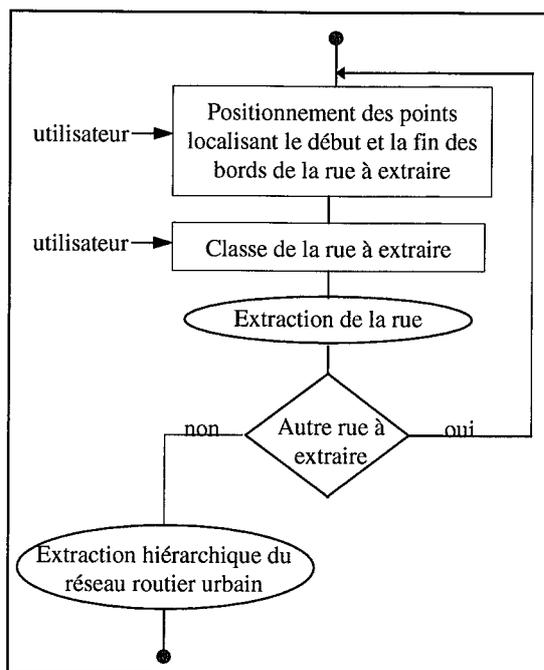 Positionnement des points
utilisateur
localisant le début et la fin des
bords de la rue à extraire
utilisateur
Classe de la rue à extraire
Extraction de la rue
non
Autre rue à
oui
extraire
Extraction hiérarchique du
réseau routier urbain